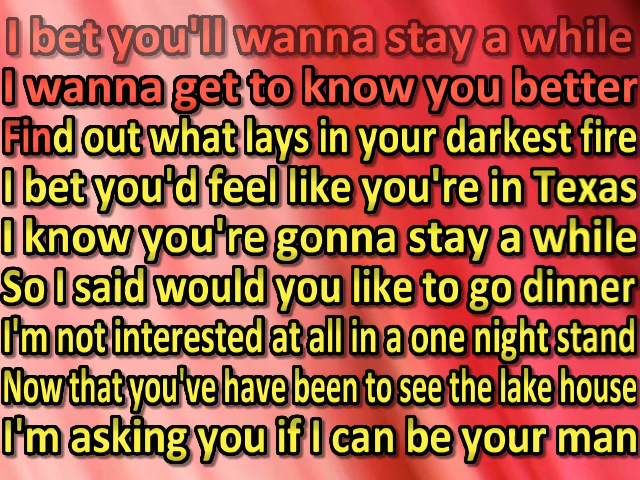 I bet you'll wanna stay a while
I wanna get to know you better
Find out what lays in your darkest fire
I bet you'd feel like you're in Texas
I know you're gonna stay a while
So I said would you like to go dinner
I'm not interested at all in a one night stand
Now that you've have been to see the lake house
I'm asking you if I can be your man